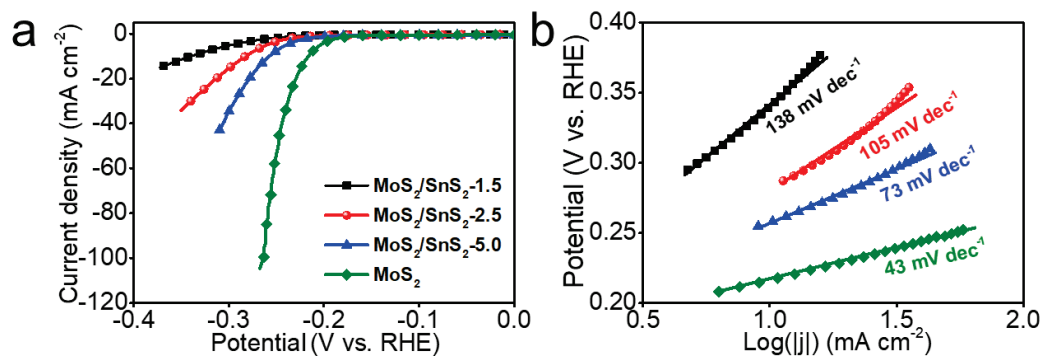 a
Current density (mA cm⁻²)
0
-20
-40
-60
-80
-100
-120
-0.4
-0.3
-0.2
-0.1
0.0
Potential (V vs. RHE)
MoS₂/SnS₂-1.5
MoS₂/SnS₂-2.5
MoS₂/SnS₂-5.0
MoS₂
b
Potential (V vs. RHE)
0.40
0.35
0.30
0.25
0.20
0.5
1.0
1.5
2.0
Log(|j|) (mA cm⁻²)
138 mV dec⁻¹
105 mV dec⁻¹
73 mV dec⁻¹
43 mV dec⁻¹